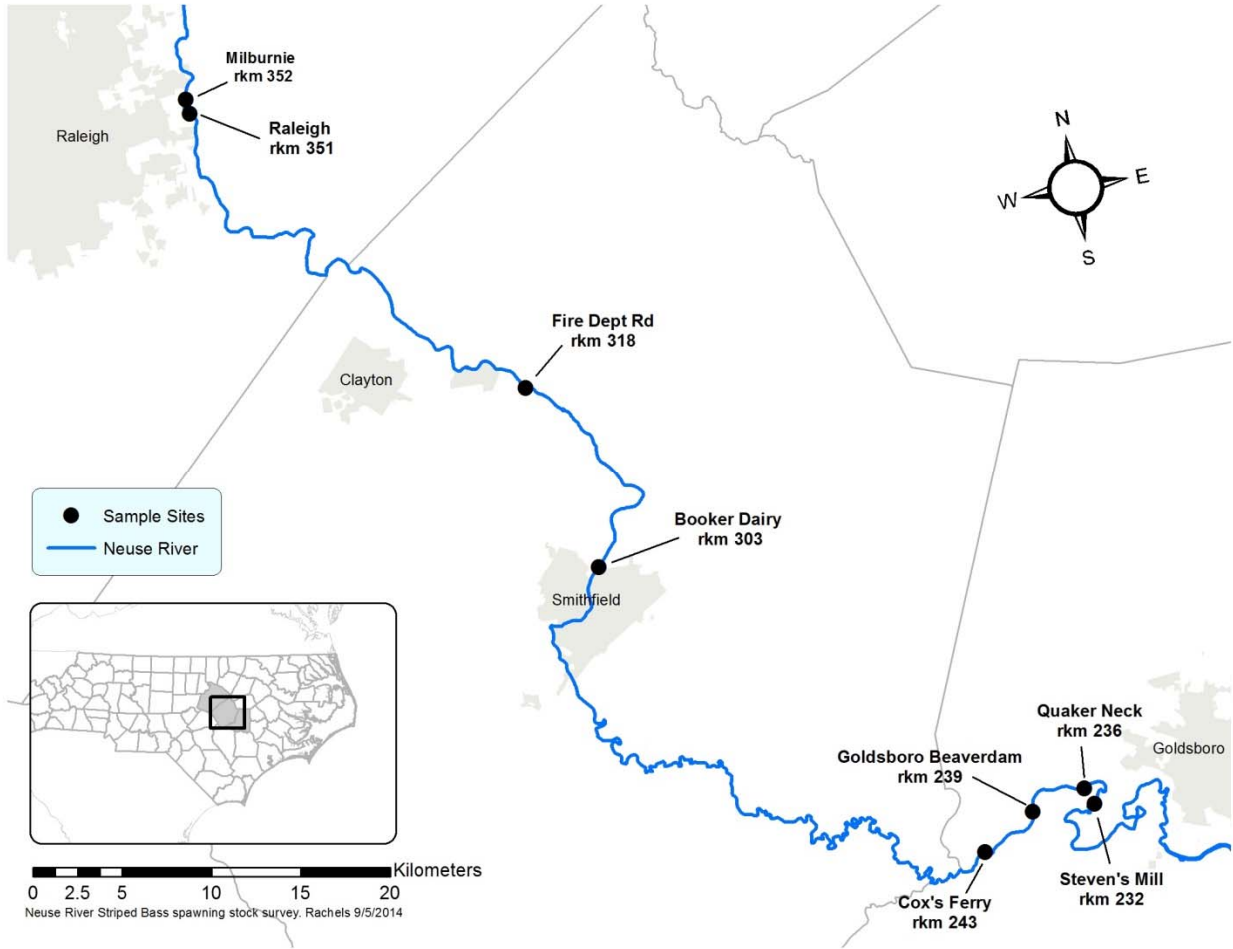 Milburnie
rkm 352
Raleigh
Raleigh
rkm 351
N
W
E
S
Fire Dept Rd
rkm 318
Clayton
Sample Sites
Neuse River
Booker Dairy
rkm 303
Smithfield
Quaker Neck
rkm 236
Goldsboro
Goldsboro Beaverdam
rkm 239
Steven's Mill
rkm 232
Cox's Ferry
rkm 243
Kilometers
0 2.5 5 10 15 20
Neuse River Striped Bass spawning stock survey. Rachels 9/5/2014